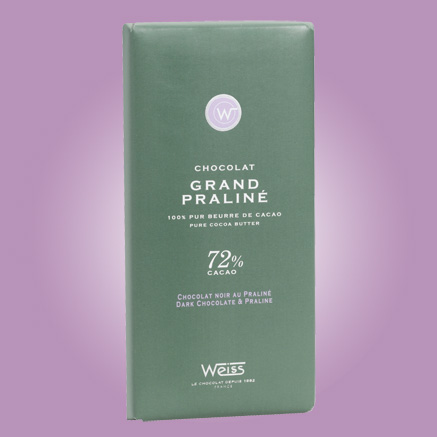 W
CHOCOLAT
GRAND
PRALINÉ
100% PUR BEURRE DE CACAO
PURE COCOA BUTTER
72%
CACAO
CHOCOLAT NOIR AU PRALINÉ
DARK CHOCOLATE & PRALINE
Weiss
LE CHOCOLAT DEPUIS 1882
FRANCE